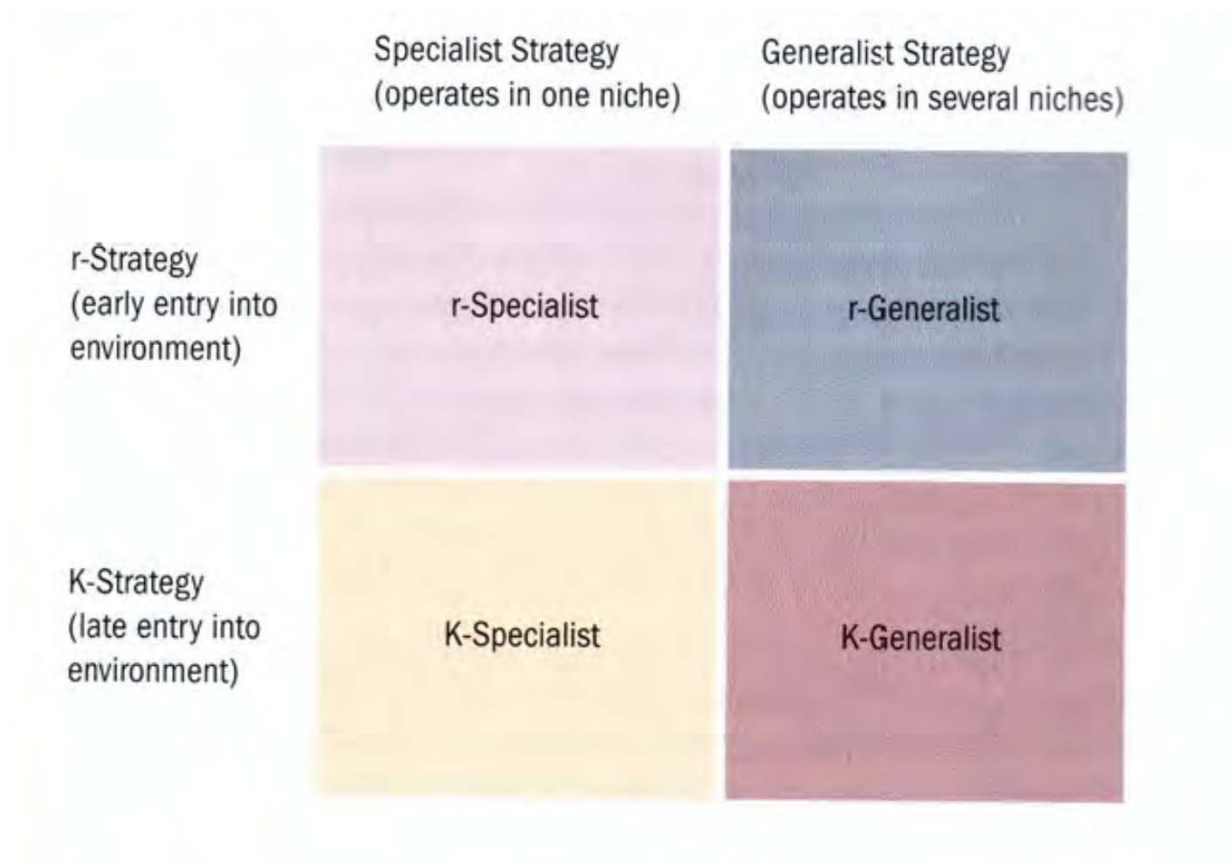 Specialist Strategy
(operates in one niche)
Generalist Strategy
(operates in several niches)
r-Strategy
(early entry into
environment)
r-Specialist
r-Generalist
K-Strategy
(late entry into
environment)
K-Specialist
K-Generalist